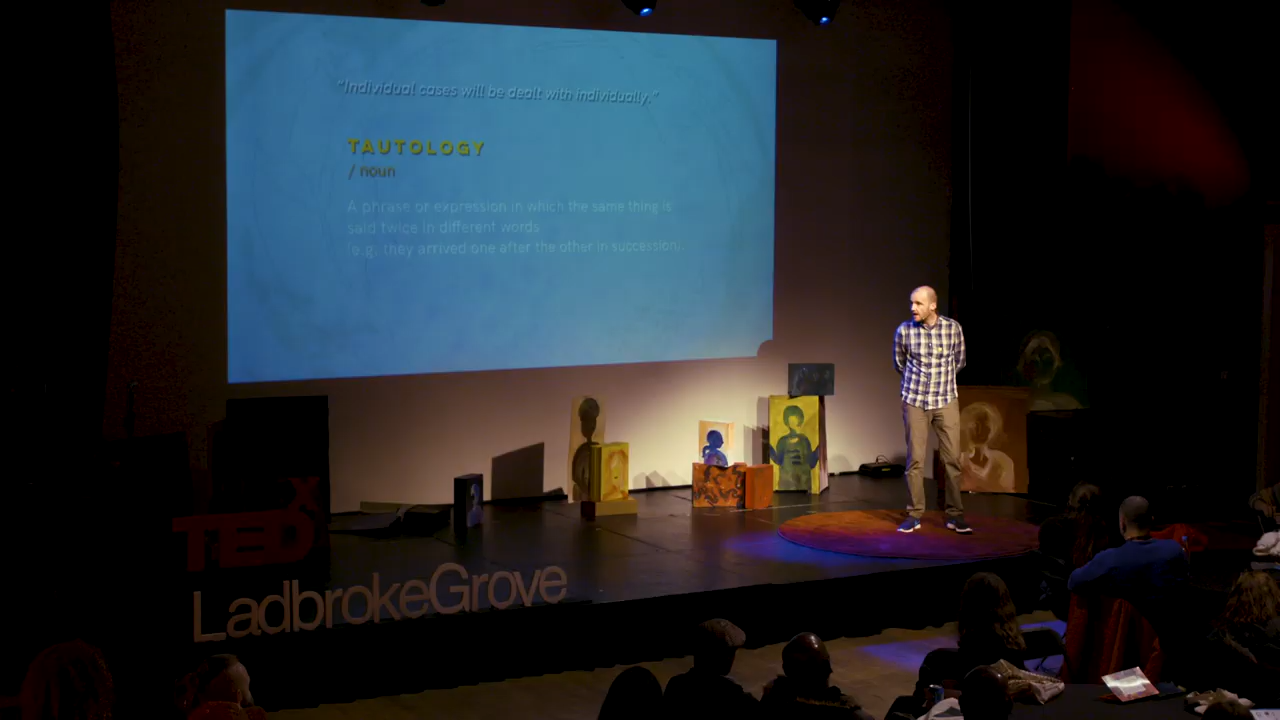 "Individual cases will be dealt with individually."
TAUTOLOGY
/ noun
A phrase or expression in which the same thing is
said twice in different words
(e.g. they arrived one after the other in succession).
TEDx
LadbrokeGrove